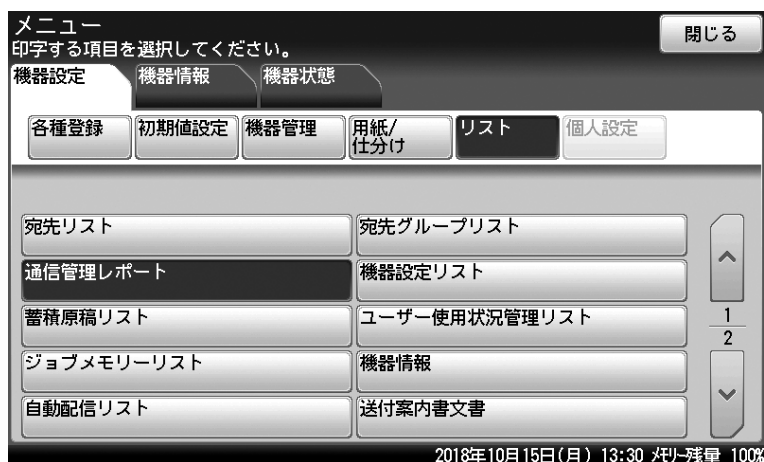 メニュー
印字する項目を選択してください。
閉じる
機器設定
機器情報
機器状態
各種登録
初期値設定
機器管理
用紙/
仕分け
リスト
個人設定
宛先リスト
宛先グループリスト
通信管理レポート
機器設定リスト
蓄積原稿リスト
ユーザー使用状況管理リスト
ジョブメモリーリスト
機器情報
自動配信リスト
送付案内書文書
1
2
2018年10月15日(月) 13:30 メモリー残量 100%